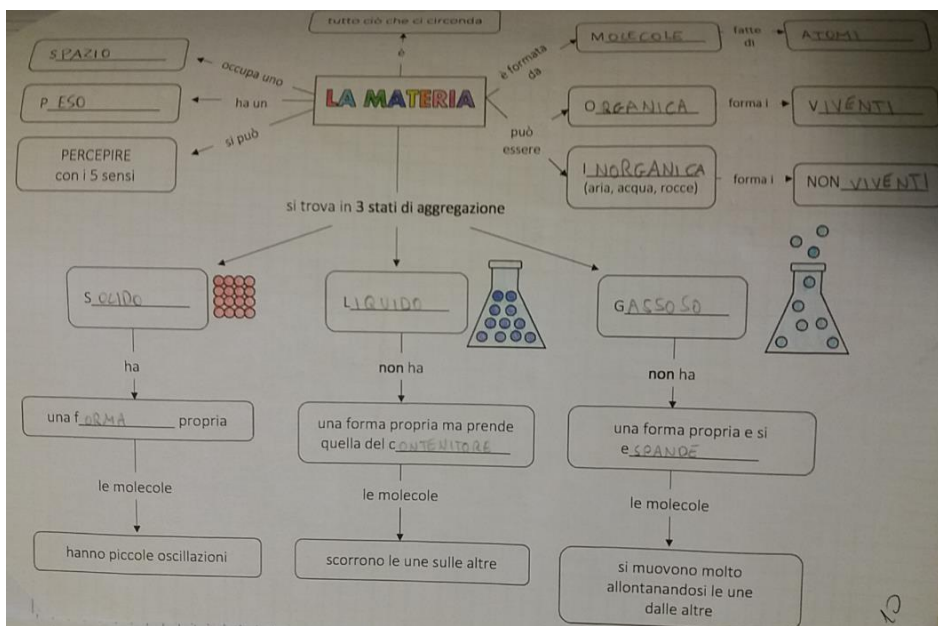 tutto ciò che ci circonda
è
LA MATERIA
occupa uno
SPAZIO
ha un
PESO
si può
PERCEPIRE
con i 5 sensi
è formata
da
MOLECOLE
fatte
di
ATOMI
può
essere
ORGANICA
forma i
VIVENTI
INORGANICA
(aria, acqua, rocce)
forma i
NON VIVENTI
si trova in 3 stati di aggregazione
SOLIDO
ha
una fORMA propria
le molecole
hanno piccole oscillazioni
LIQUIDO
non ha
una forma propria ma prende
quella del cONTENITORE
le molecole
scorrono le une sulle altre
GASSOSO
non ha
una forma propria e si
eSPANDE
le molecole
si muovono molto
allontanandosi le une
dalle altre